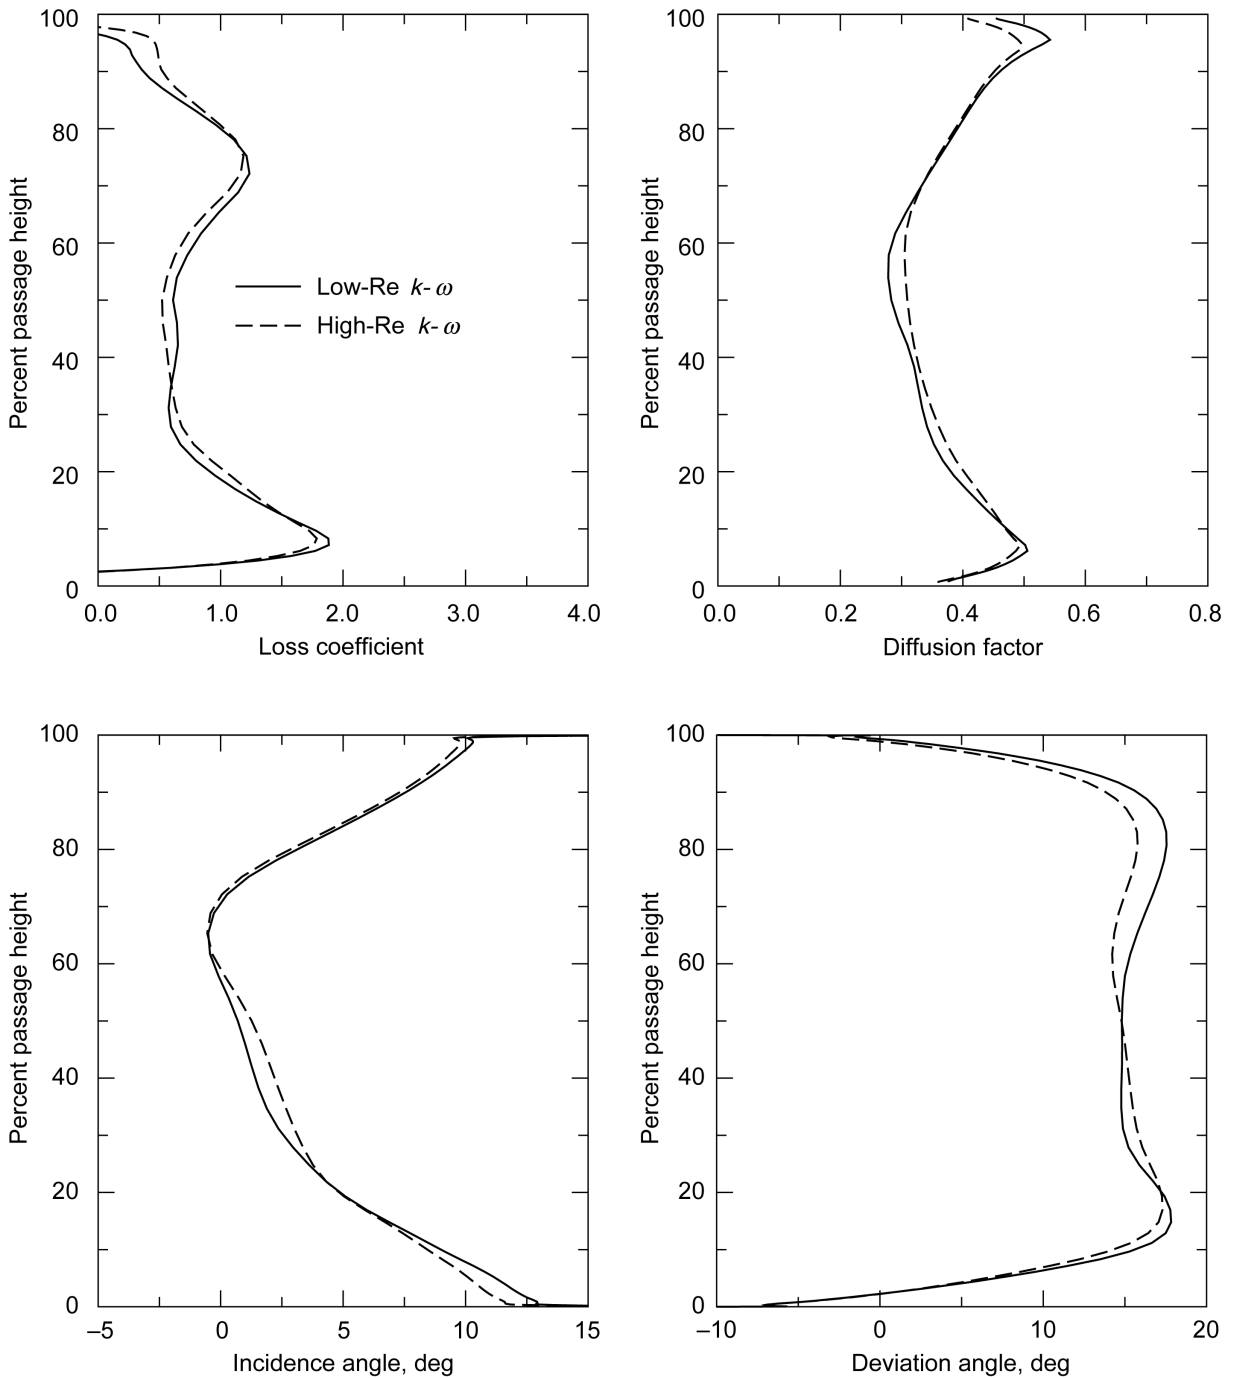 100
80
60
40
20
0
Percent passage height
0.0 1.0 2.0 3.0 4.0
Loss coefficient
Low-Re k-ω
High-Re k-ω
100
80
60
40
20
0
Percent passage height
0.0 0.2 0.4 0.6 0.8
Diffusion factor
100
80
60
40
20
0
Percent passage height
–5 0 5 10 15
Incidence angle, deg
100
80
60
40
20
0
Percent passage height
–10 0 10 20
Deviation angle, deg